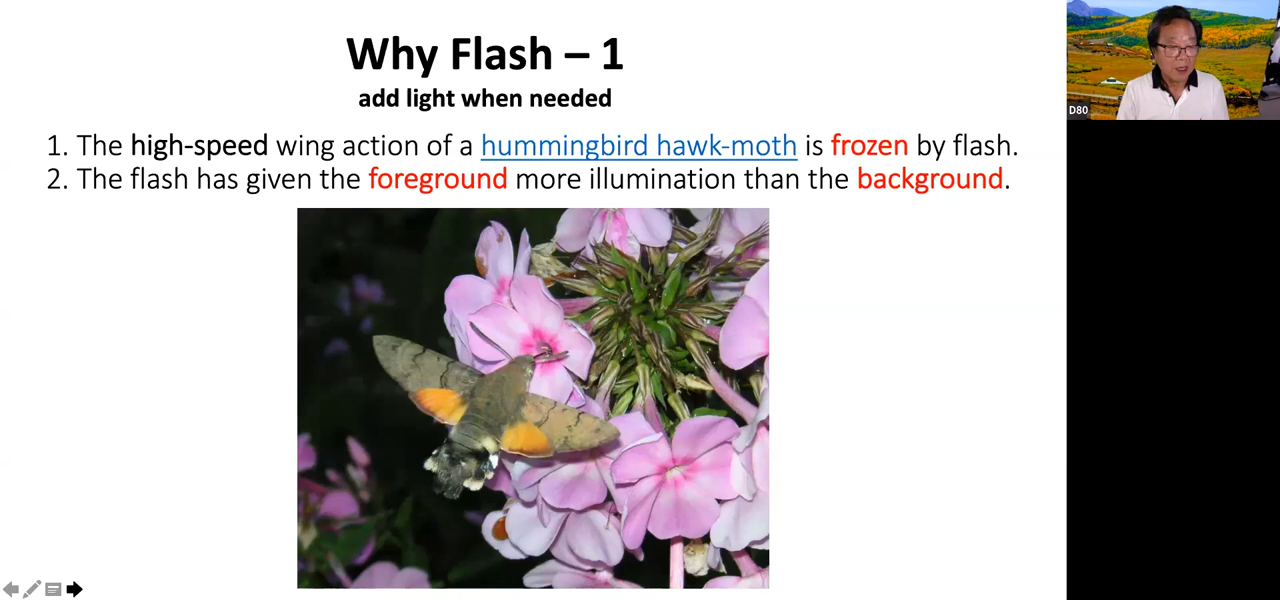 Why Flash – 1
add light when needed
1. The high-speed wing action of a hummingbird hawk-moth is frozen by flash.
2. The flash has given the foreground more illumination than the background.
D80